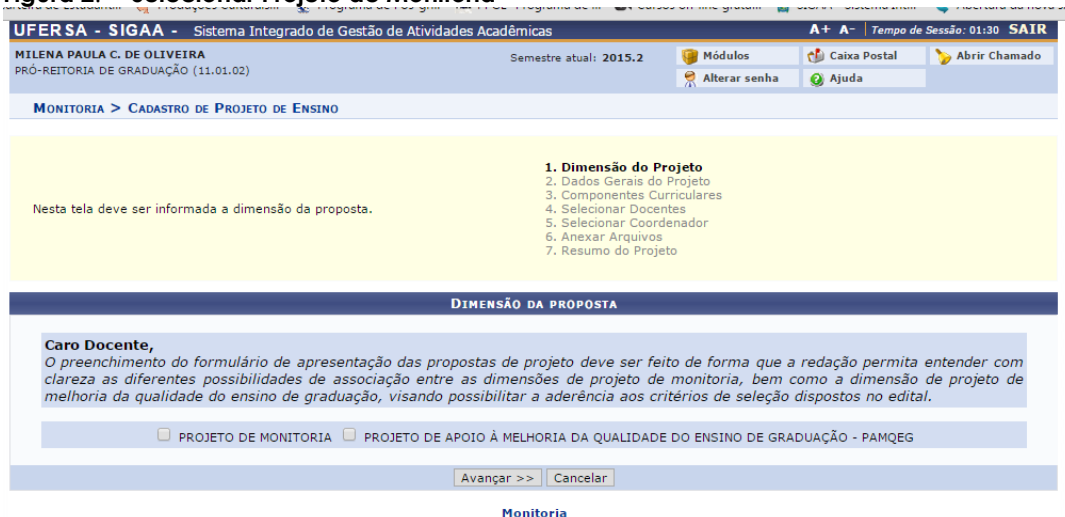 UFERSA - SIGAA - Sistema Integrado de Gestão de Atividades Acadêmicas A+ A- | Tempo de Sessão: 01:30 SAIR
MILENA PAULA C. DE OLIVEIRA Semestre atual: 2015.2 Módulos Caixa Postal Abrir Chamado
PRÓ-REITORIA DE GRADUAÇÃO (11.01.02) Alterar senha Ajuda
MONITORIA > CADASTRO DE PROJETO DE ENSINO
1. Dimensão do Projeto
2. Dados Gerais do Projeto
3. Componentes Curriculares
Nesta tela deve ser informada a dimensão da proposta. 4. Selecionar Docentes
5. Selecionar Coordenador
6. Anexar Arquivos
7. Resumo do Projeto
DIMENSÃO DA PROPOSTA
Caro Docente,
O preenchimento do formulário de apresentação das propostas de projeto deve ser feito de forma que a redação permita entender com
clareza as diferentes possibilidades de associação entre as dimensões de projeto de monitoria, bem como a dimensão de projeto de
melhoria da qualidade do ensino de graduação, visando possibilitar a aderência aos critérios de seleção dispostos no edital.
PROJETO DE MONITORIA PROJETO DE APOIO À MELHORIA DA QUALIDADE DO ENSINO DE GRADUAÇÃO - PAMQEG
Avançar >> Cancelar
Monitoria